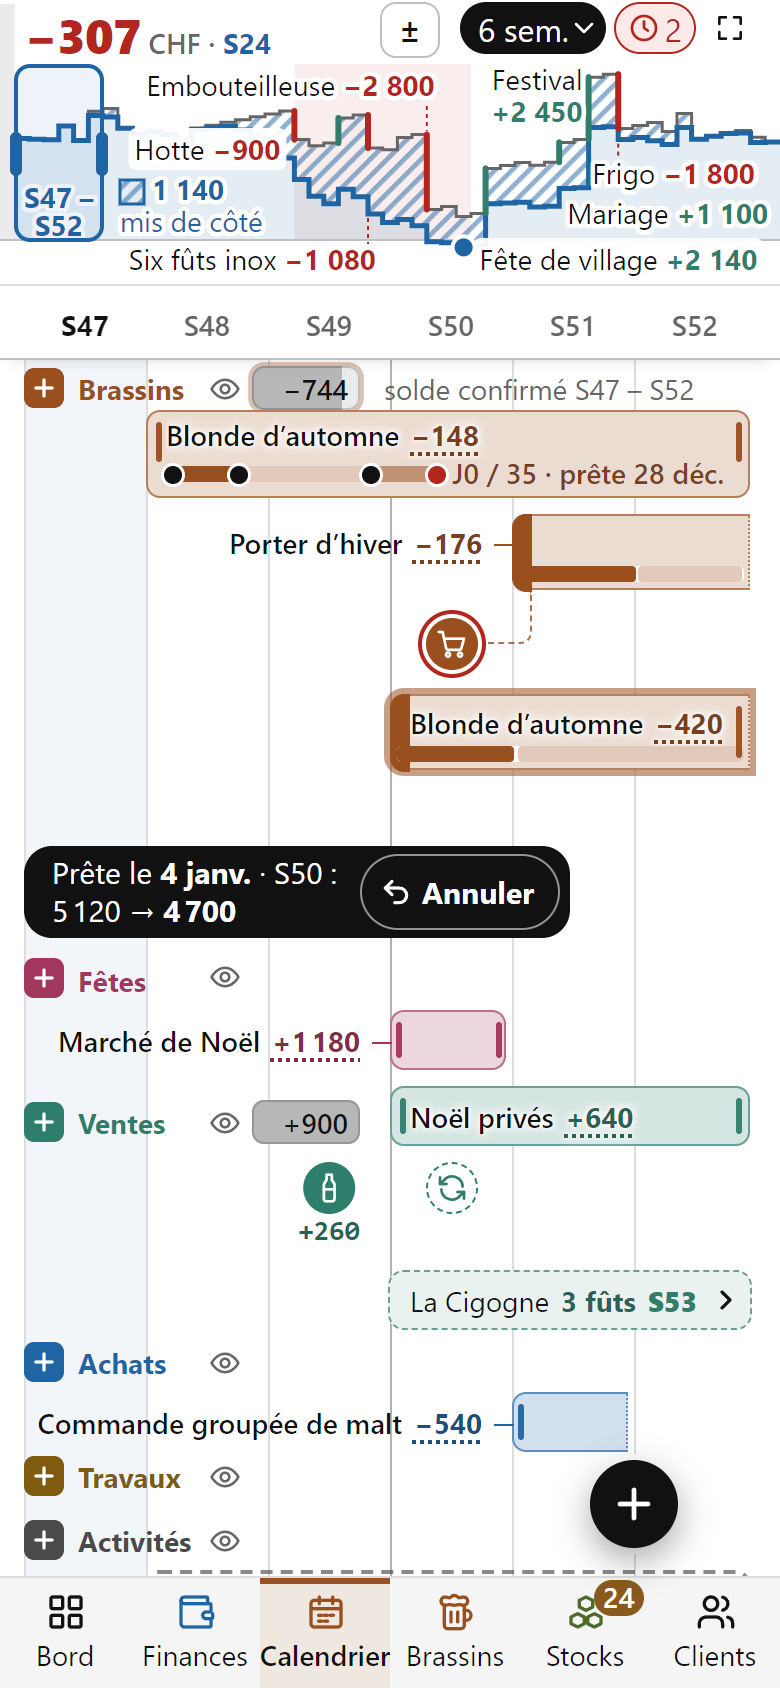 −307 CHF · S24
±
6 sem.
2
Embouteilleuse −2 800
Festival
+2 450
Hotte −900
1 140
mis de côté
S47 –
S52
Frigo −1 800
Mariage +1 100
Six fûts inox −1 080
Fête de village +2 140
S47 S48 S49 S50 S51 S52
Brassins −744 solde confirmé S47 – S52
Blonde d’automne −148
J0 / 35 · prête 28 déc.
Porter d’hiver −176
Blonde d’automne −420
Prête le 4 janv. · S50 :
5 120 → 4 700
Annuler
Fêtes
Marché de Noël +1 180
Ventes +900
Noël privés +640
+260
La Cigogne 3 fûts S53
Achats
Commande groupée de malt −540
Travaux
Activités
24
Bord Finances Calendrier Brassins Stocks Clients